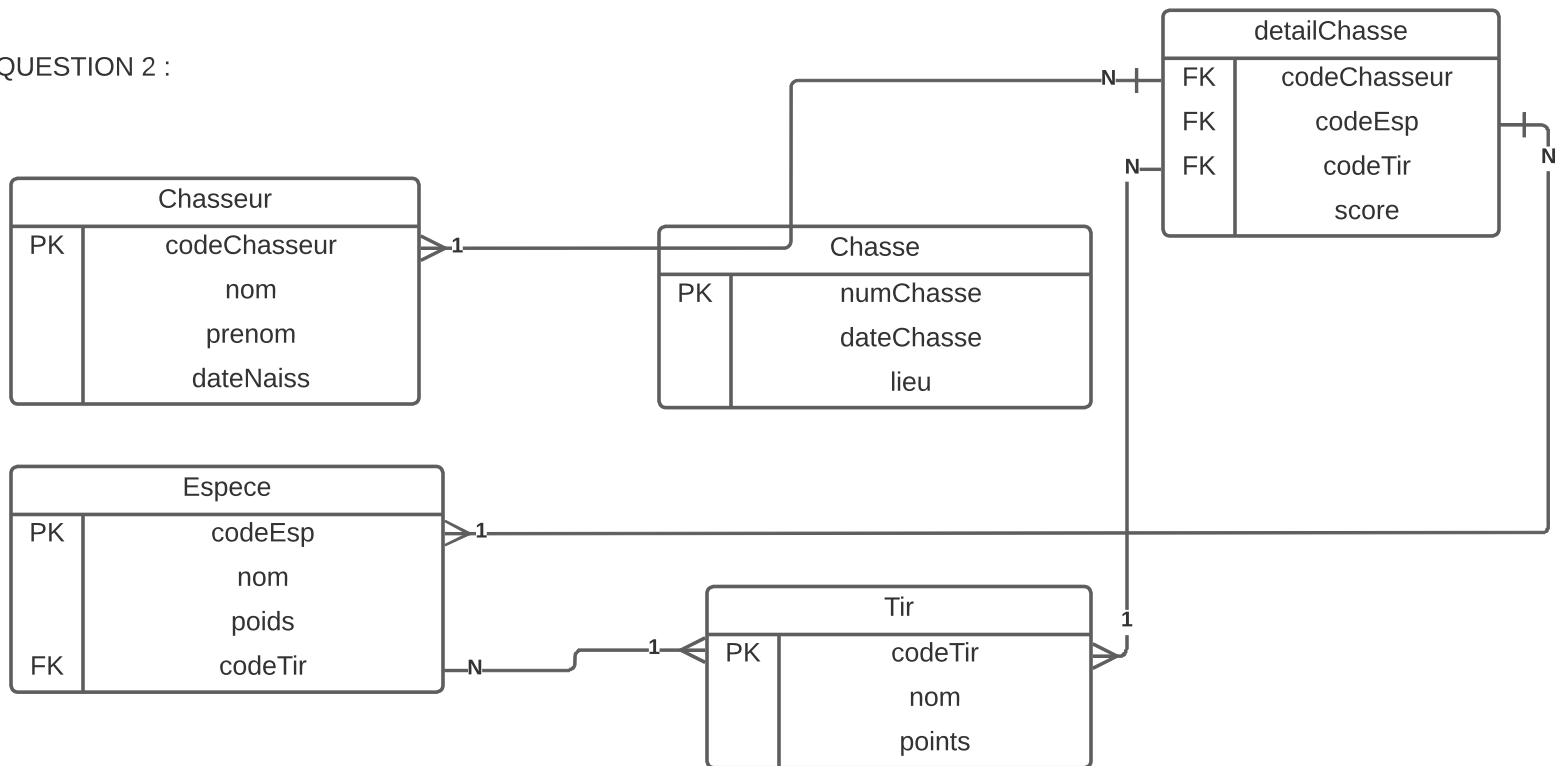 QUESTION 2 :
detailChasse
FK codeChasseur
FK codeEsp
FK codeTir
score
N
N
N
Chasseur
PK codeChasseur
nom
prenom
dateNaiss
1
Chasse
PK numChasse
dateChasse
lieu
Espece
PK codeEsp
nom
poids
FK codeTir
1
N
1
Tir
PK codeTir
nom
points
1